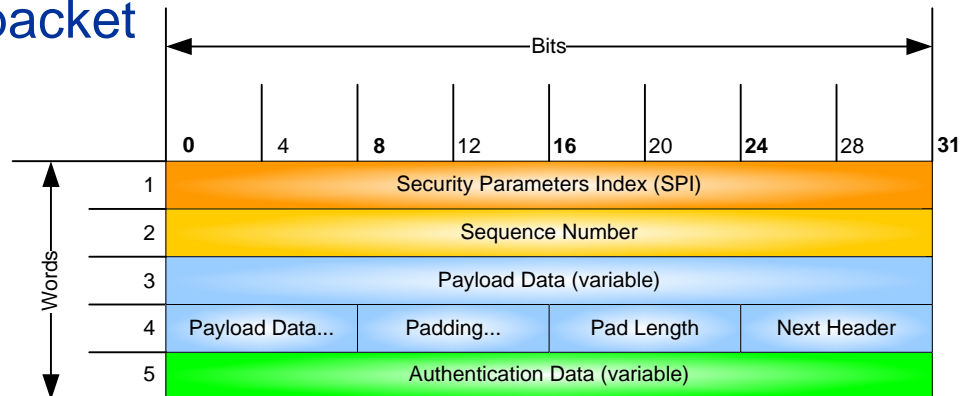 packet
Bits
0 4 8 12 16 20 24 28 31
1 Security Parameters Index (SPI)
2 Sequence Number
Words
3 Payload Data (variable)
4 Payload Data... Padding... Pad Length Next Header
5 Authentication Data (variable)